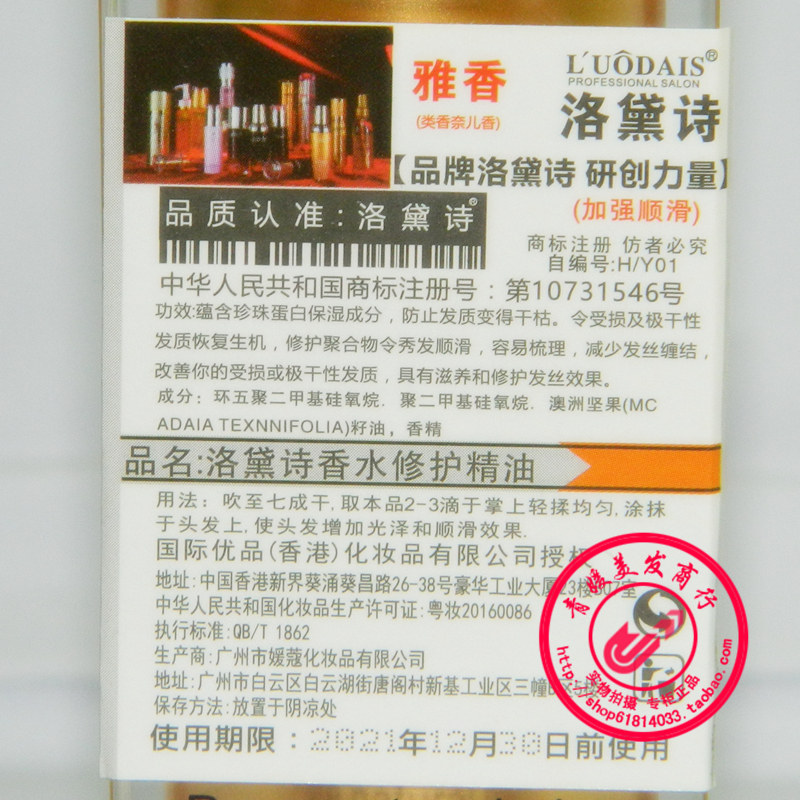 雅香
(类香奈儿香)
L'UÔDAIS®
PROFESSIONAL SALON
洛黛诗
【品牌洛黛诗 研创力量】
(加强顺滑)
品质认准:洛黛诗®
商标注册 仿者必究
自编号:H/Y01
中华人民共和国商标注册号:第10731546号
功效:蕴含珍珠蛋白保湿成分，防止发质变得干枯。令受损及极干性
发质恢复生机，修护聚合物令秀发顺滑，容易梳理，减少发丝缠结，
改善你的受损或极干性发质，具有滋养和修护发丝效果。
成分：环五聚二甲基硅氧烷. 聚二甲基硅氧烷. 澳洲坚果(MC
ADAIA TEXNNIFOLIA)籽油，香精
品名:洛黛诗香水修护精油
用法：吹至七成干,取本品2-3滴于掌上轻揉均匀,涂抹
于头发上,使头发增加光泽和顺滑效果.
国际优品(香港)化妆品有限公司授权
地址:中国香港新界葵涌葵昌路26-38号豪华工业大厦23楼
中华人民共和国化妆品生产许可证:粤妆20160086
执行标准:QB/T 1862
生产商:广州市媛蔻化妆品有限公司
地址:广州市白云区白云湖街唐阁村新基工业区三幢
保存方法:放置于阴凉处
使用期限：2021年12月30日前使用
青媛美发商行
实物拍摄 专柜正品
http://shop61814033.taobao.com